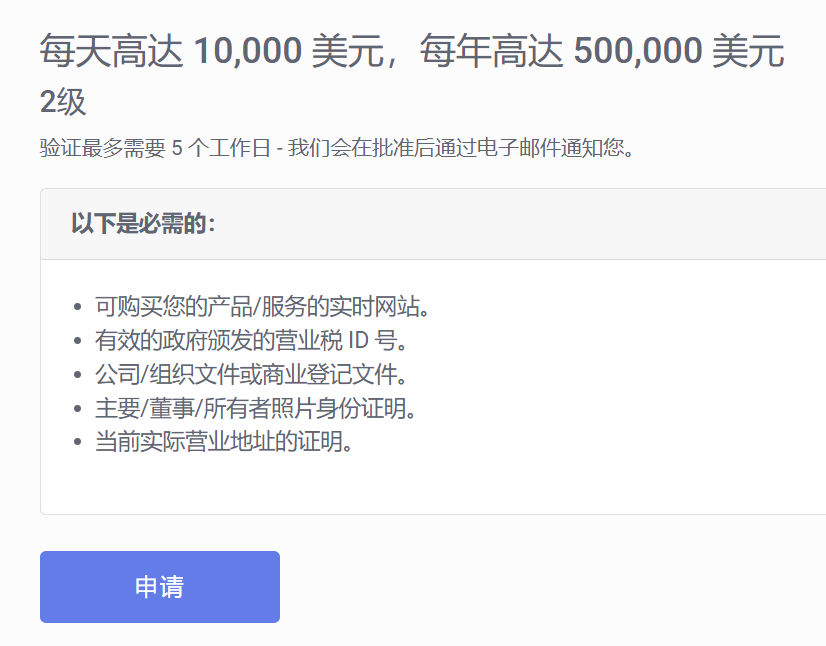 每天高达 10,000 美元，每年高达 500,000 美元
2级
验证最多需要 5 个工作日 - 我们会在批准后通过电子邮件通知您。
以下是必需的：
• 可购买您的产品/服务的实时网站。
• 有效的政府颁发的营业税 ID 号。
• 公司/组织文件或商业登记文件。
• 主要/董事/所有者照片身份证明。
• 当前实际营业地址的证明。
申请